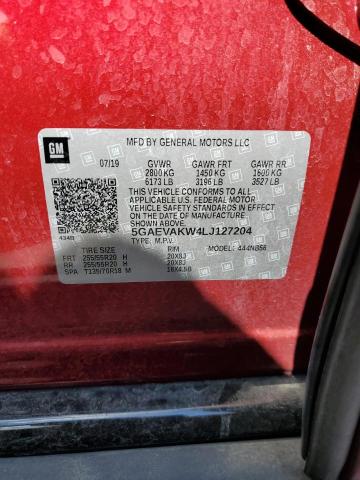 GM
MFD BY GENERAL MOTORS LLC
07/19 GVWR GAWR FRT GAWR RR
2800 KG 1450 KG 1600 KG
6173 LB 3196 LB 3527 LB
THIS VEHICLE CONFORMS TO ALL
APPLICABLE U.S. FEDERAL MOTOR
VEHICLE SAFETY STANDARDS IN
EFFECT ON THE DATE OF MANUFACTURE
SHOWN ABOVE.
5GAEVAKW4LJ127204
TYPE: M.P.V.
434B
TIRE SIZE RIM
FRT 255/55R20 H 20X8J
RR 255/55R20 H 20X8J
SPA T135/70R18 M 18X4.5B